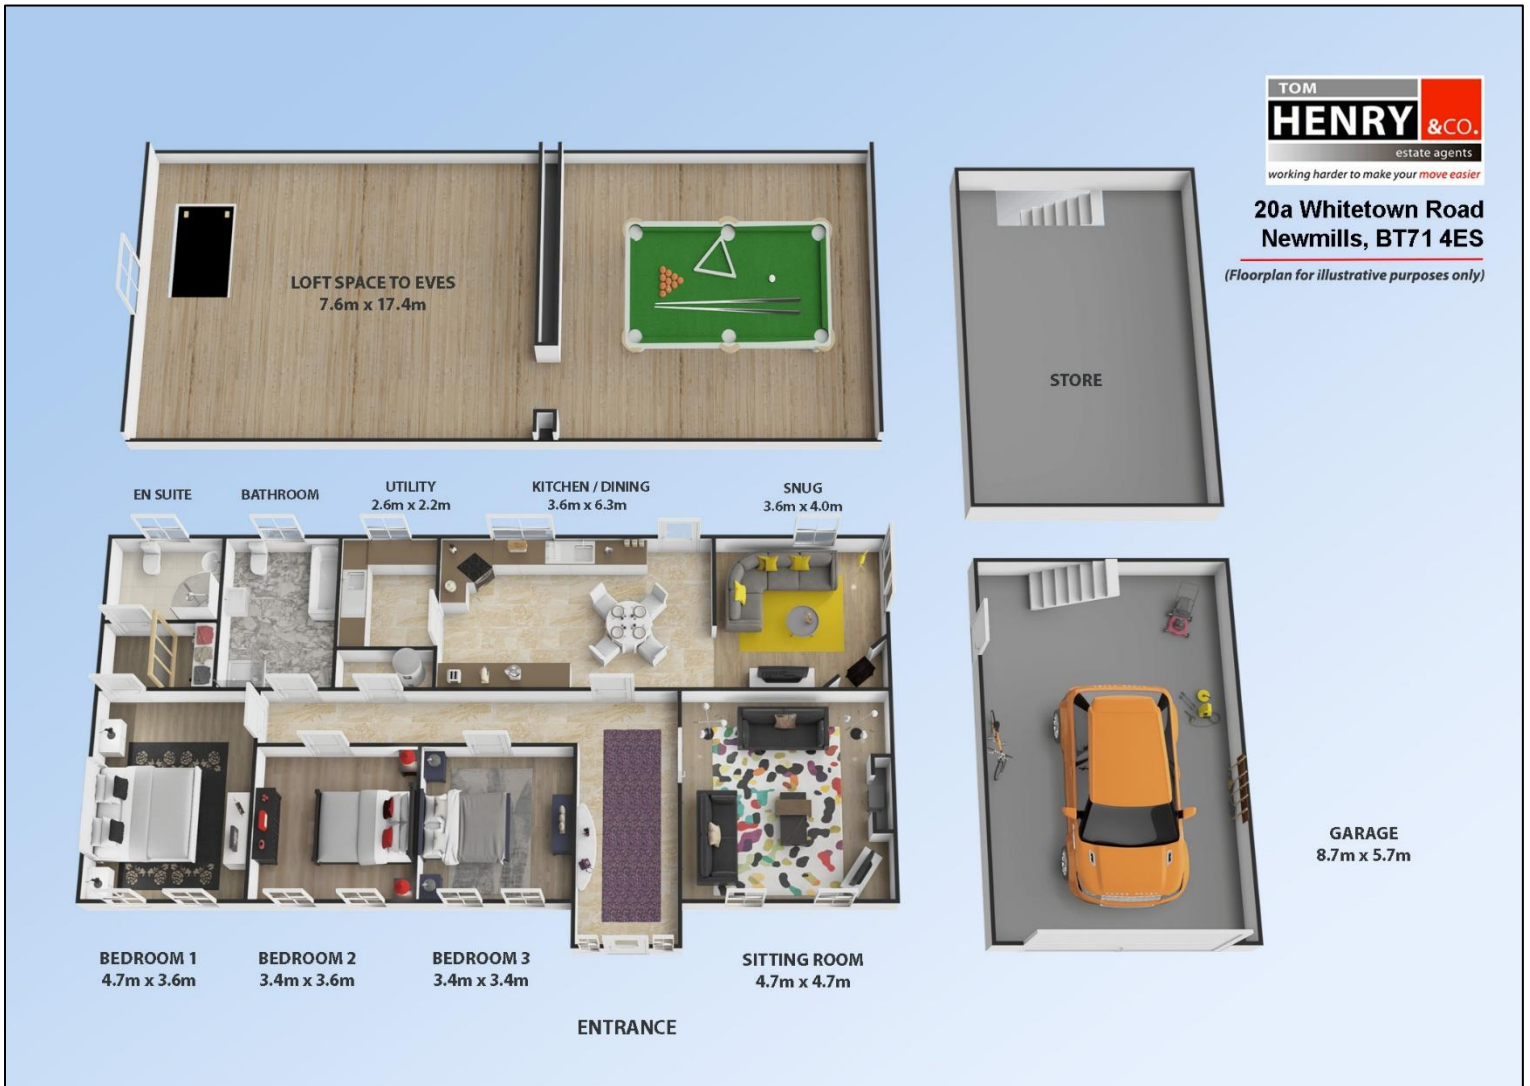 TOM
HENRY &CO.
estate agents
working harder to make your move easier
20a Whitetown Road
Newmills, BT71 4ES
(Floorplan for illustrative purposes only)
LOFT SPACE TO EVES
7.6m x 17.4m
STORE
EN SUITE
BATHROOM
UTILITY
2.6m x 2.2m
KITCHEN / DINING
3.6m x 6.3m
SNUG
3.6m x 4.0m
GARAGE
8.7m x 5.7m
BEDROOM 1
4.7m x 3.6m
BEDROOM 2
3.4m x 3.6m
BEDROOM 3
3.4m x 3.4m
SITTING ROOM
4.7m x 4.7m
ENTRANCE